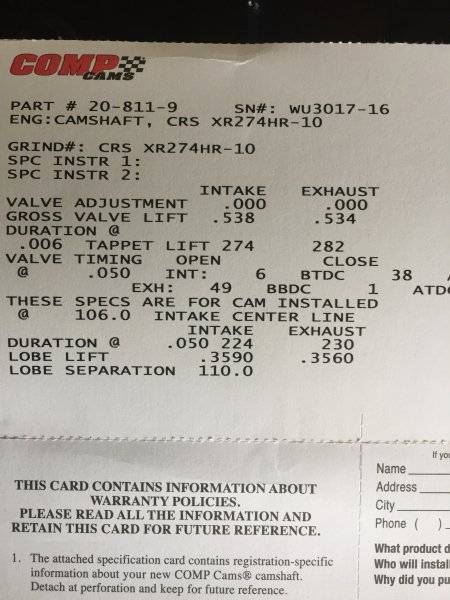 COMP
CAMS
PART # 20-811-9 SN#: WU3017-16
ENG:CAMSHAFT, CRS XR274HR-10
GRIND#: CRS XR274HR-10
SPC INSTR 1:
SPC INSTR 2:
INTAKE EXHAUST
VALVE ADJUSTMENT .000 .000
GROSS VALVE LIFT .538 .534
DURATION @
.006 TAPPET LIFT 274 282
VALVE TIMING OPEN CLOSE
@ .050 INT: 6 BTDC 38
EXH: 49 BBDC 1 ATD
THESE SPECS ARE FOR CAM INSTALLED
@ 106.0 INTAKE CENTER LINE
INTAKE EXHAUST
DURATION @ .050 224 230
LOBE LIFT .3590 .3560
LOBE SEPARATION 110.0
THIS CARD CONTAINS INFORMATION ABOUT
WARRANTY POLICIES.
PLEASE READ ALL THE INFORMATION AND
RETAIN THIS CARD FOR FUTURE REFERENCE.
1. The attached specification card contains registration-specific
information about your new COMP Cams® camshaft.
Detach at perforation and keep for future reference.
If yo
Name
Address
City
Phone ( )
What product d
Who will instal
Why did you pu